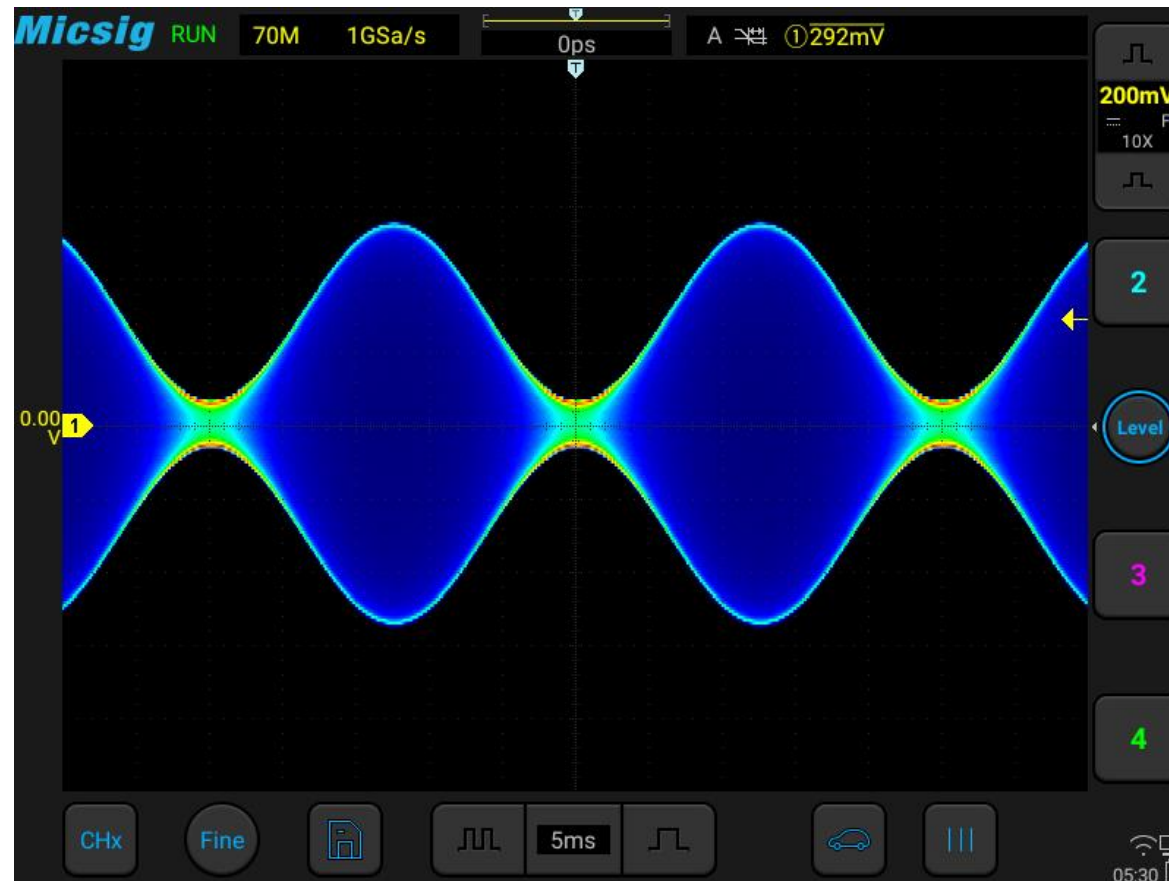 Micsig RUN 70M 1GSa/s 0ps A ①292mV
T
T
200mV
F
10X
2
0.00 1
V
Level
3
4
CHx Fine 5ms
05:30